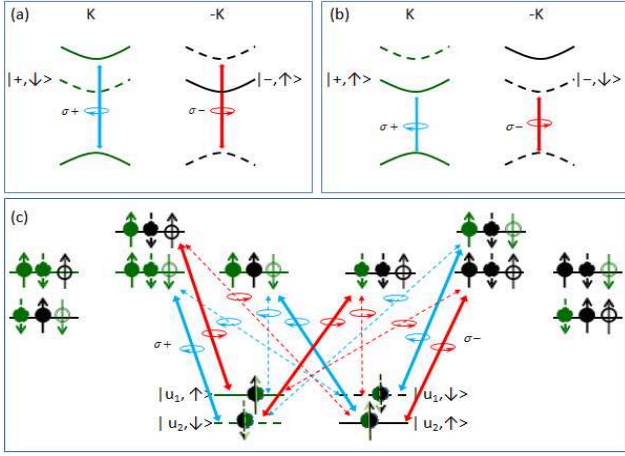 (a) K -K
|+,↓> |−,↑>
σ+ σ−
(b) K -K
|+,↑> |−,↓>
σ+ σ−
(c)
σ+ σ−
| u₁,↑> | u₁,↓>
| u₂,↓> | u₂,↑>